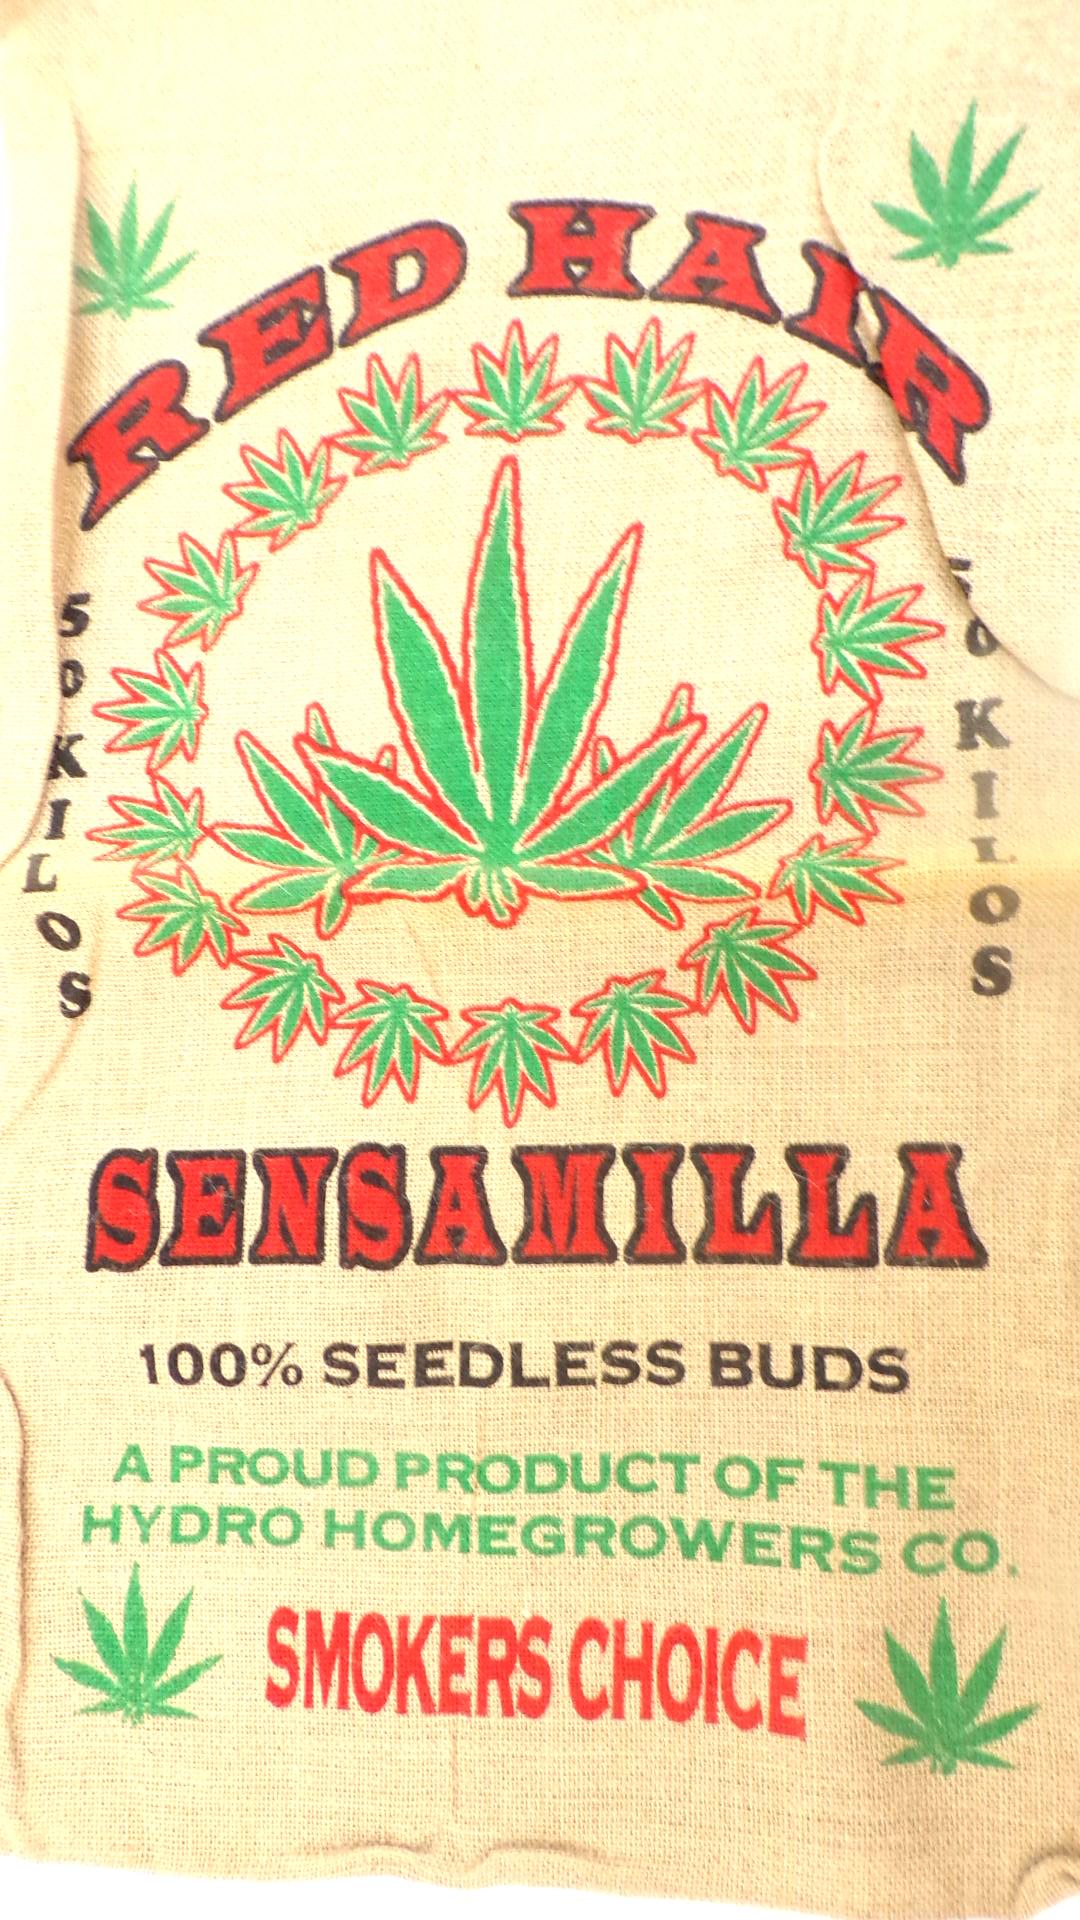 RED HAIR
50 KILOS
50 KILOS
SENSAMILLA
100% SEEDLESS BUDS
A PROUD PRODUCT OF THE
HYDRO HOMEGROWERS CO.
SMOKERS CHOICE